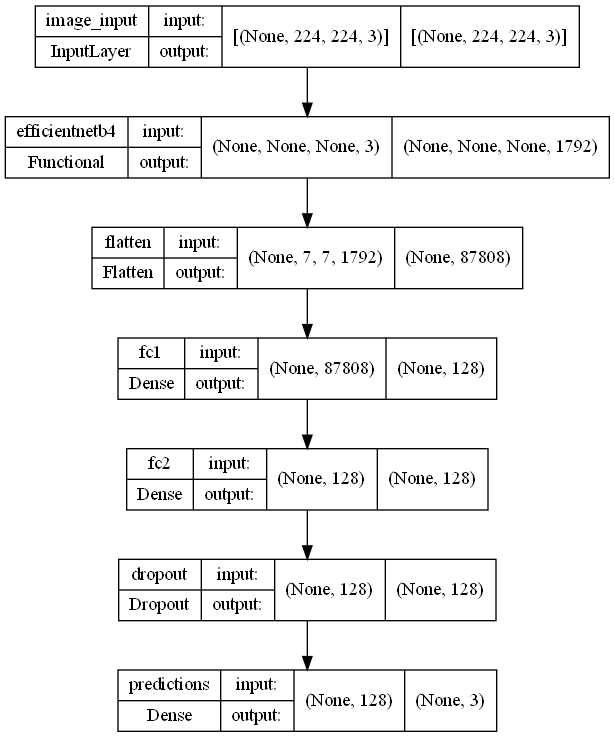 image_input input: [(None, 224, 224, 3)] [(None, 224, 224, 3)]
InputLayer output:
efficientnetb4 input: (None, None, None, 3) (None, None, None, 1792)
Functional output:
flatten input: (None, 7, 7, 1792) (None, 87808)
Flatten output:
fc1 input: (None, 87808) (None, 128)
Dense output:
fc2 input: (None, 128) (None, 128)
Dense output:
dropout input: (None, 128) (None, 128)
Dropout output:
predictions input: (None, 128) (None, 3)
Dense output: